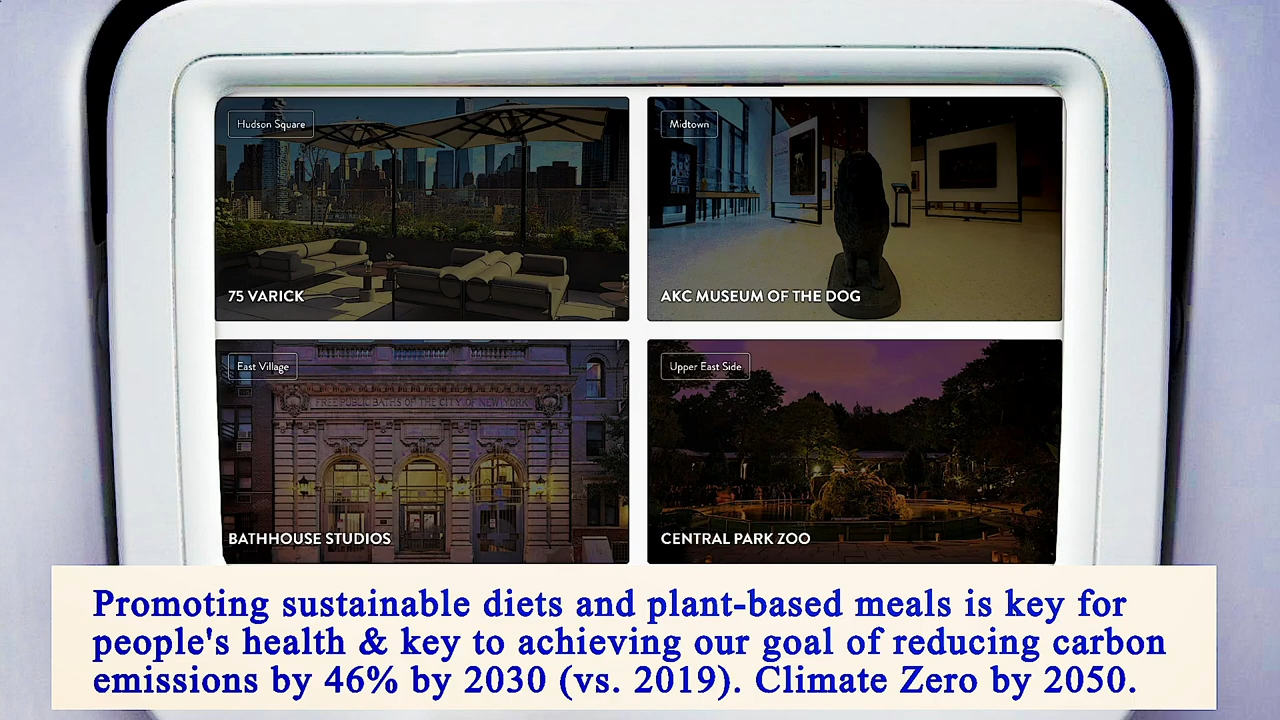 Hudson Square
75 VARICK
Midtown
AKC MUSEUM OF THE DOG
East Village
FREE PUBLIC BATHS OF THE CITY OF NEW YORK
BATHHOUSE STUDIOS
Upper East Side
CENTRAL PARK ZOO
Promoting sustainable diets and plant-based meals is key for
people's health & key to achieving our goal of reducing carbon
emissions by 46% by 2030 (vs. 2019). Climate Zero by 2050.